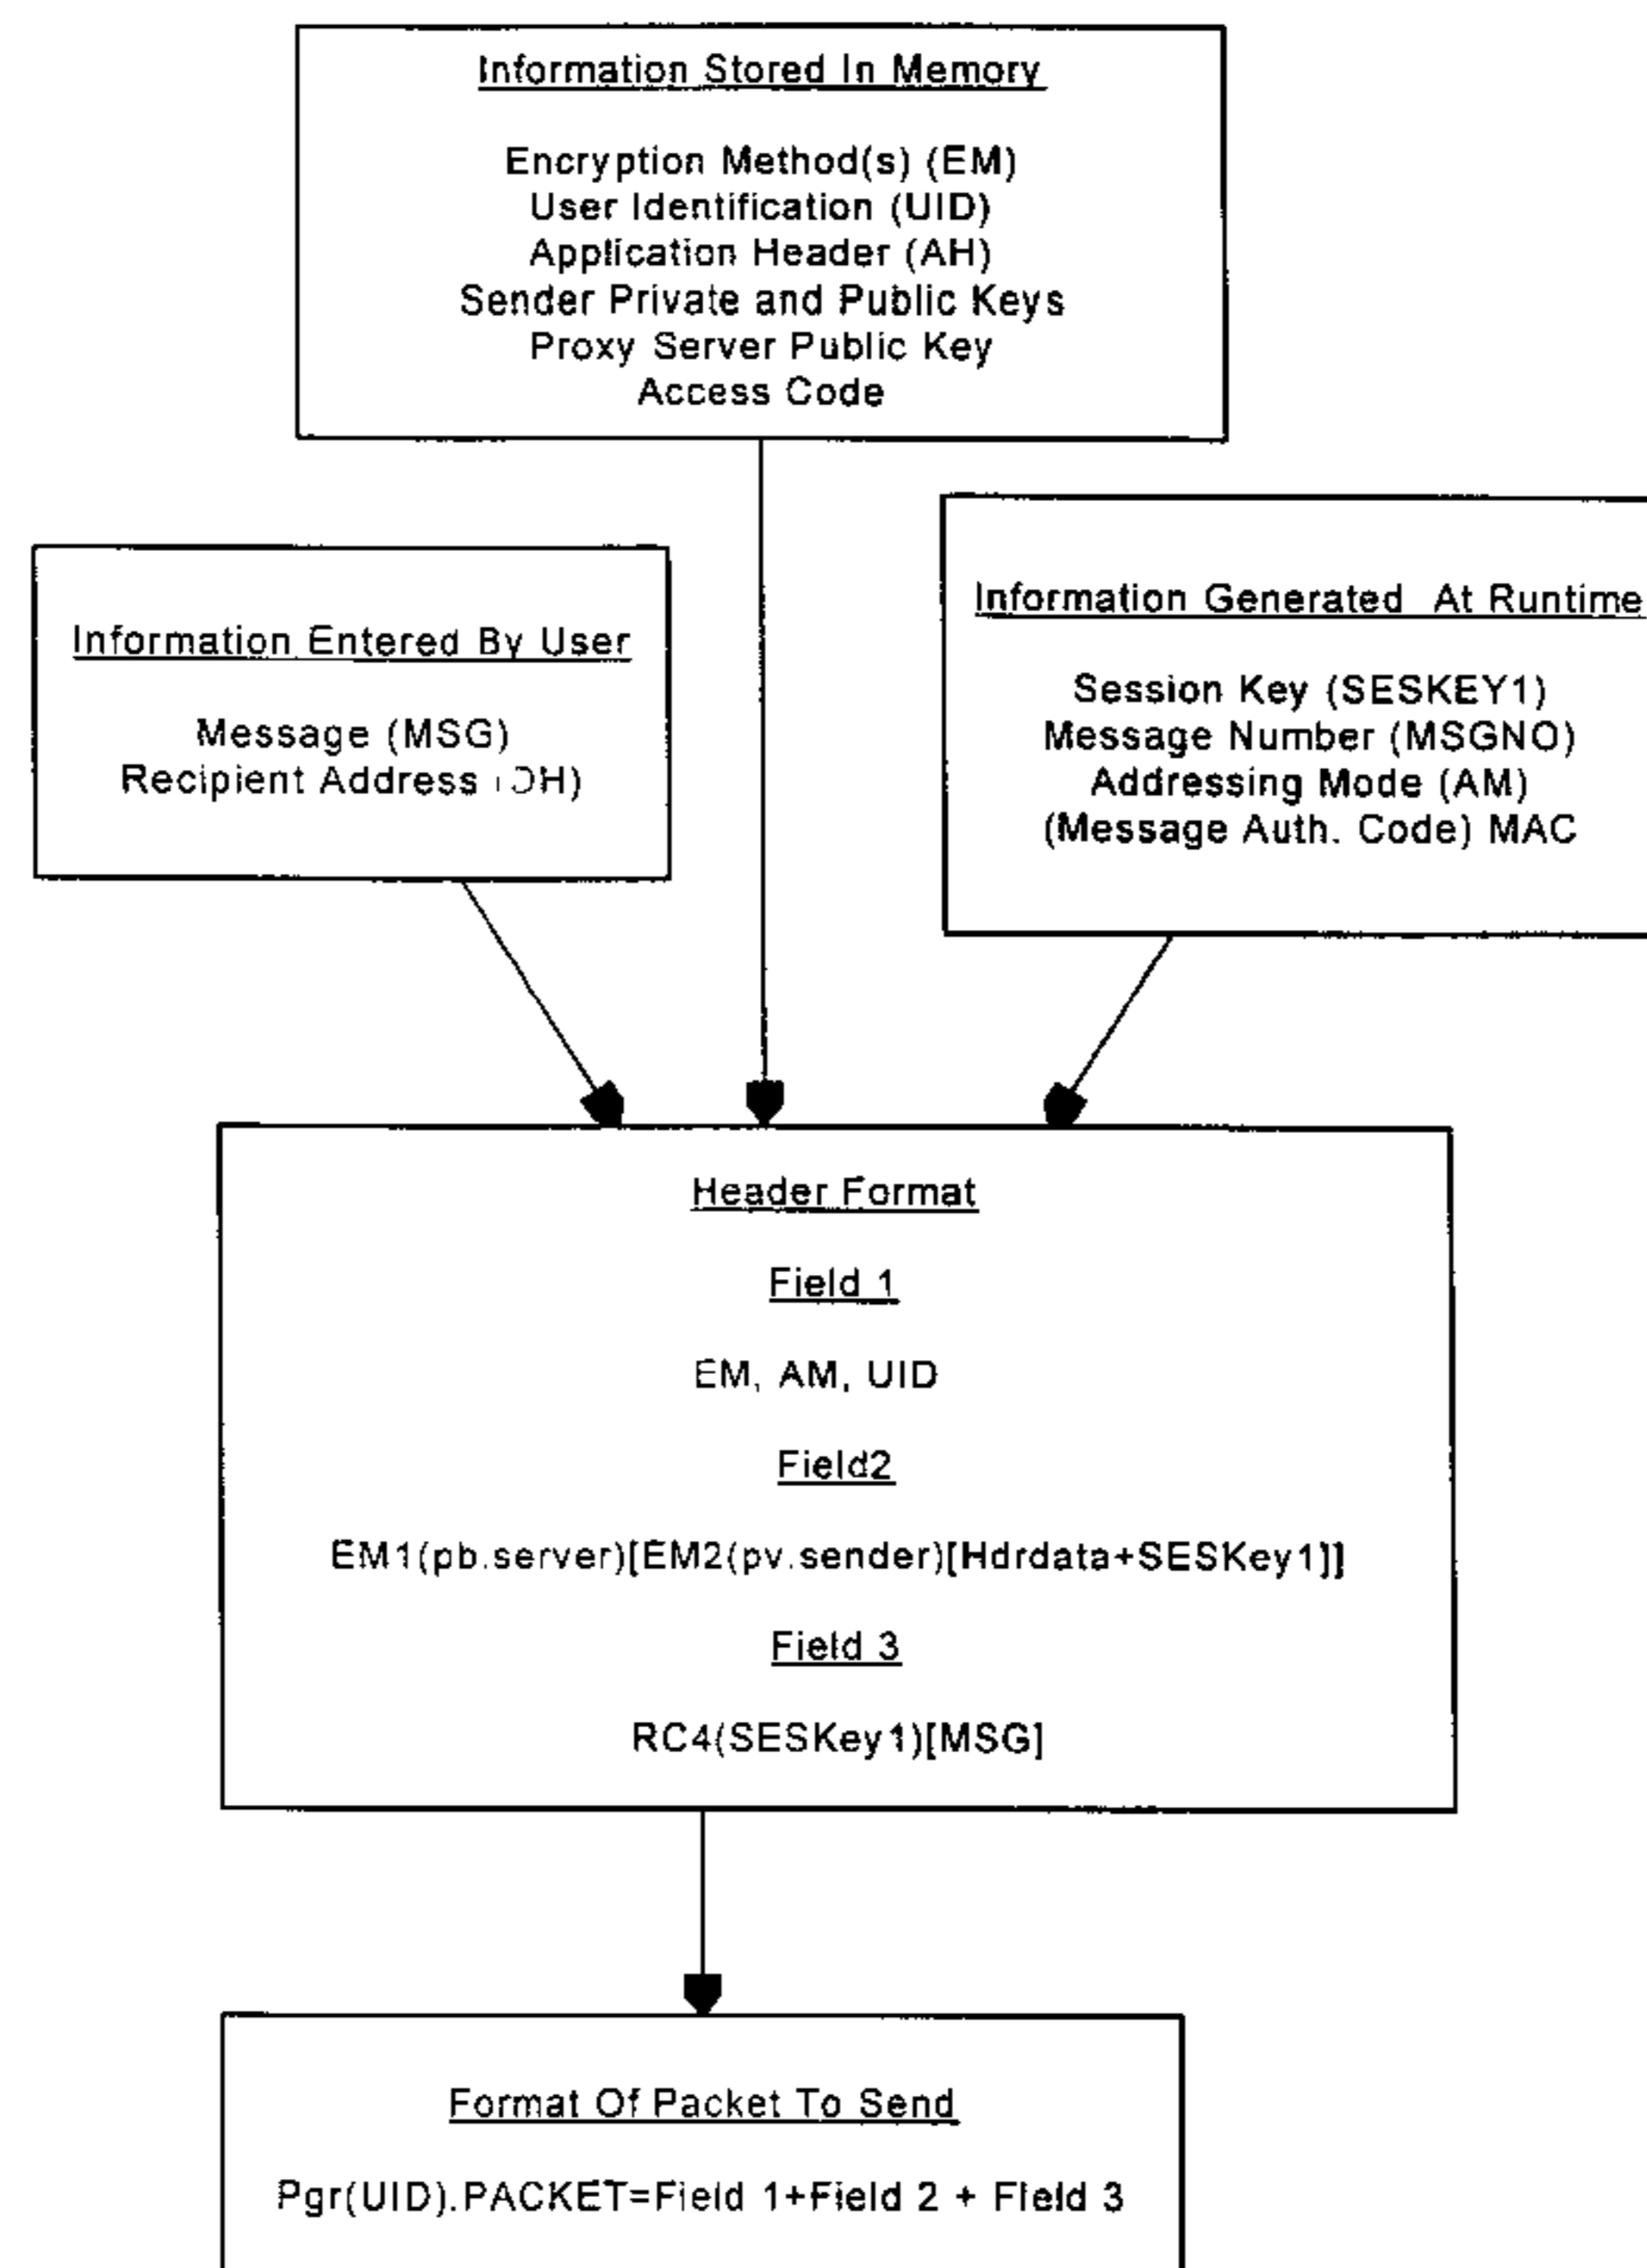 Information Stored In Memory
Encryption Method(s) (EM)
User Identification (UID)
Application Header (AH)
Sender Private and Public Keys
Proxy Server Public Key
Access Code
Information Entered By User
Message (MSG)
Recipient Address
Information Generated At Runtime
Session Key (SESKEY1)
Message Number (MSGNO)
Addressing Mode (AM)
(Message Auth. Code) MAC
Header Format
Field 1
EM, AM, UID
Field2
EM1(pb.server)[EM2(pv.sender)[Hdrdata+SESKey1]]
Field 3
RC4(SESKey1)[MSG]
Format Of Packet To Send
Pgr(UID).PACKET=Field 1+Field 2 + Field 3